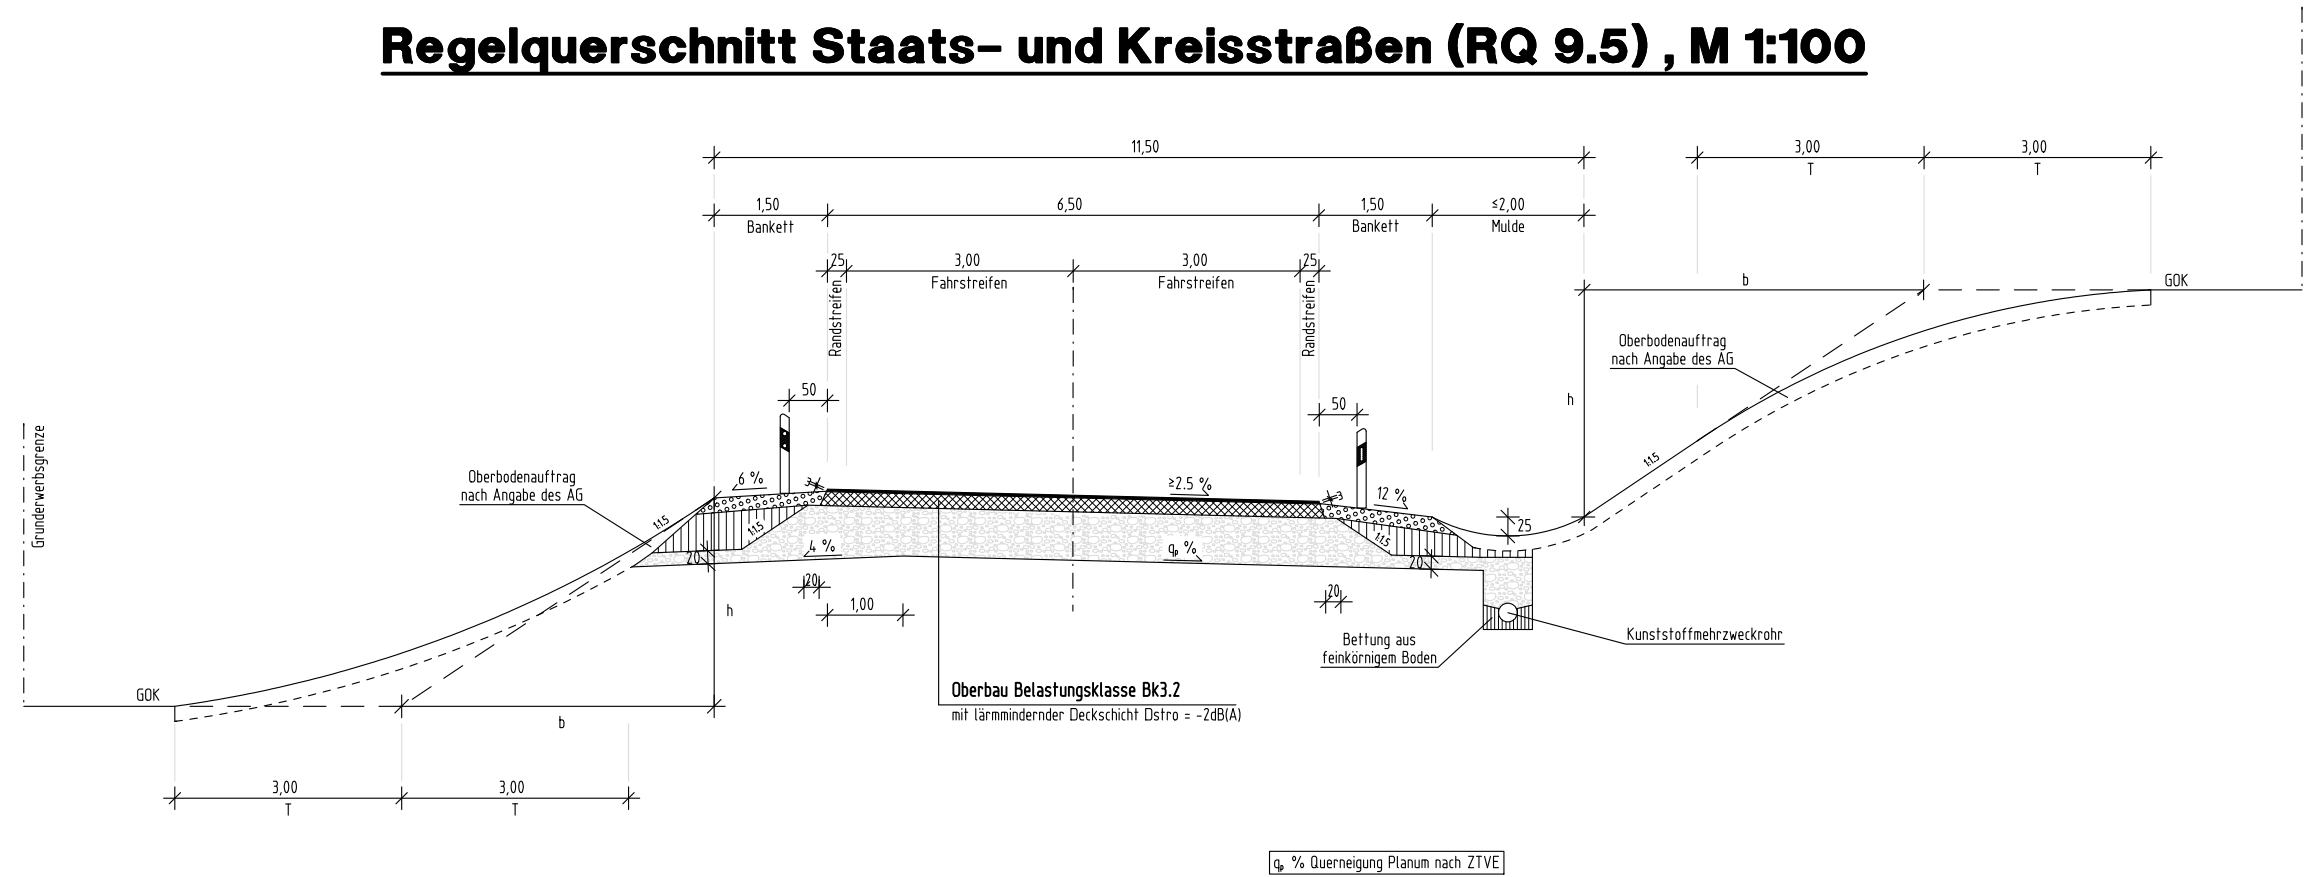 Regelquerschnitt Staats- und Kreisstraßen (RQ 9.5) , M 1:100
11,50
3,00
3,00
T
T
1,50
6,50
1,50
≤2,00
Bankett
Bankett
Mulde
25
3,00
3,00
25
Fahrstreifen
Fahrstreifen
Randstreifen
Randstreifen
b
GOK
Oberbodenauftrag
nach Angabe des AG
h
50
50
Grunderwerbsgrenze
Oberbodenauftrag
nach Angabe des AG
6 %
3
≥2.5 %
3
12 %
1:1.5
1:1.5
1:1.5
1:1.5
25
4 %
qp %
20
20
20
20
1,00
h
Bettung aus
feinkörnigem Boden
Kunststoffmehrzweckrohr
Oberbau Belastungsklasse Bk3.2
mit lärmmindernder Deckschicht Dstro = -2dB(A)
GOK
b
3,00
3,00
T
T
qp % Querneigung Planum nach ZTVE